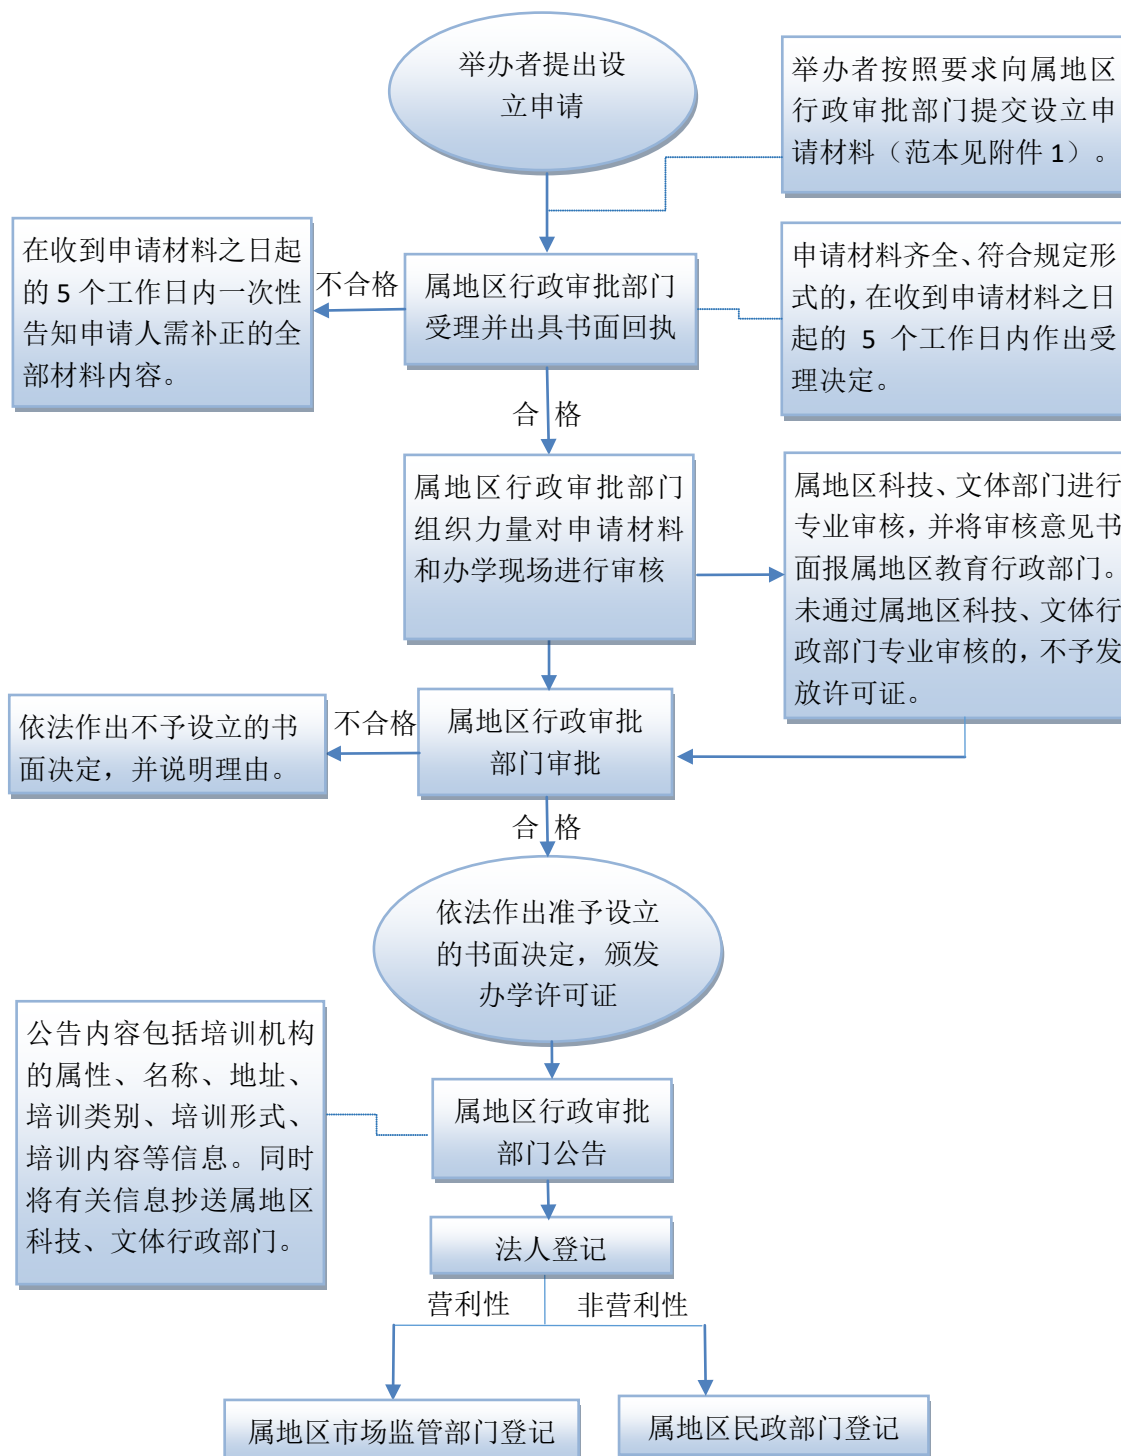 举办者提出设
立申请
举办者按照要求向属地区
行政审批部门提交设立申
请材料（范本见附件 1）。
在收到申请材料之日起
的 5 个工作日内一次性
告知申请人需补正的全
部材料内容。
不合格
属地区行政审批部门
受理并出具书面回执
申请材料齐全、符合规定形
式的，在收到申请材料之日
起的 5 个工作日内作出受
理决定。
合 格
属地区行政审批部门
组织力量对申请材料
和办学现场进行审核
属地区科技、文体部门进行
专业审核，并将审核意见书
面报属地区教育行政部门。
未通过属地区科技、文体行
政部门专业审核的，不予发
放许可证。
依法作出不予设立的书
面决定，并说明理由。
不合格
属地区行政审批
部门审批
合 格
依法作出准予设立
的书面决定，颁发
办学许可证
公告内容包括培训机构
的属性、名称、地址、
培训类别、培训形式、
培训内容等信息。同时
将有关信息抄送属地区
科技、文体行政部门。
属地区行政审批
部门公告
法人登记
营利性
非营利性
属地区市场监管部门登记
属地区民政部门登记